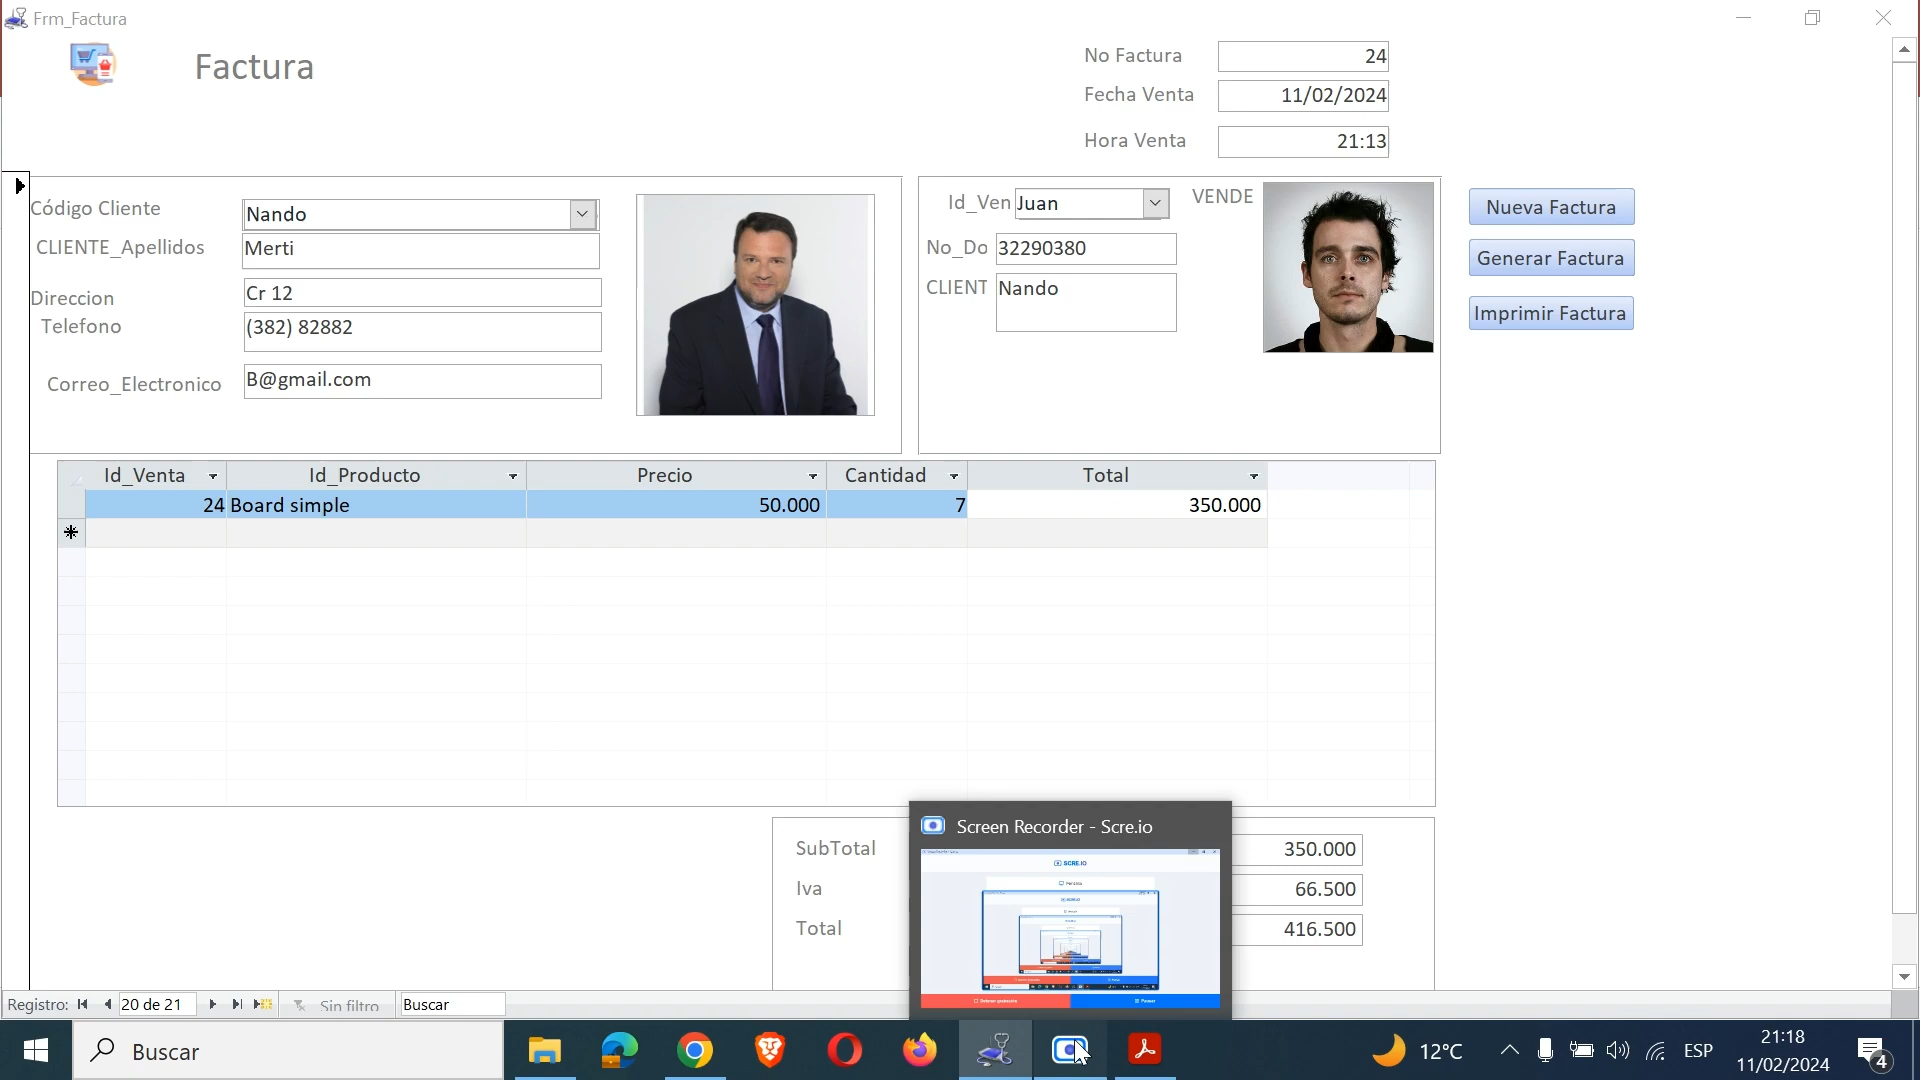 Frm_Factura
Factura
No Factura 24
Fecha Venta 11/02/2024
Hora Venta 21:13
Código Cliente Nando
CLIENTE_Apellidos Merti
Direccion Cr 12
Telefono (382) 82882
Correo_Electronico B@gmail.com
Id_Ven Juan VENDE
No_Do 32290380
CLIENT Nando
Nueva Factura
Generar Factura
Imprimir Factura
Id_Venta Id_Producto Precio Cantidad Total
24 Board simple 50.000 7 350.000
SubTotal 350.000
Iva 66.500
Total 416.500
Screen Recorder - Scre.io
SCRE.IO
Registro: 20 de 21 Sin filtro Buscar
Buscar
12°C
ESP
21:18
11/02/2024
4